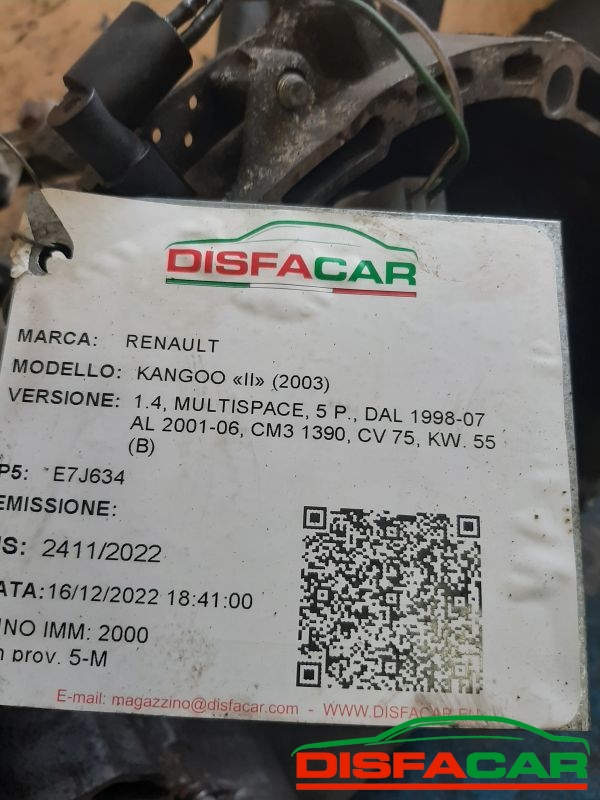 DISFACAR
MARCA: RENAULT
MODELLO: KANGOO «II» (2003)
VERSIONE: 1.4, MULTISPACE, 5 P., DAL 1998-07
AL 2001-06, CM3 1390, CV 75, KW. 55
(B)
P5: E7J634
EMISSIONE:
S: 2411/2022
ATA:16/12/2022 18:41:00
NO IMM: 2000
prov. 5-M
E-mail: magazzino@disfacar.com - WWW.DISFACAR.EU
DISFACAR